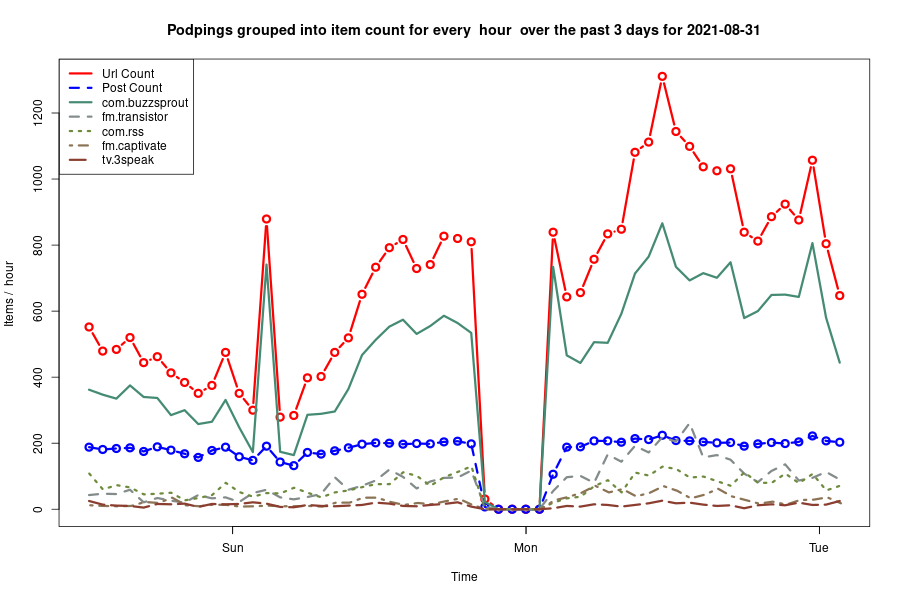 Podpings grouped into item count for every  hour  over the past 3 days for 2021-08-31
Url Count
Post Count
com.buzzsprout
fm.transistor
com.rss
fm.captivate
tv.3speak
Items /  hour
1200
1000
800
600
400
200
0
Sun
Mon
Tue
Time